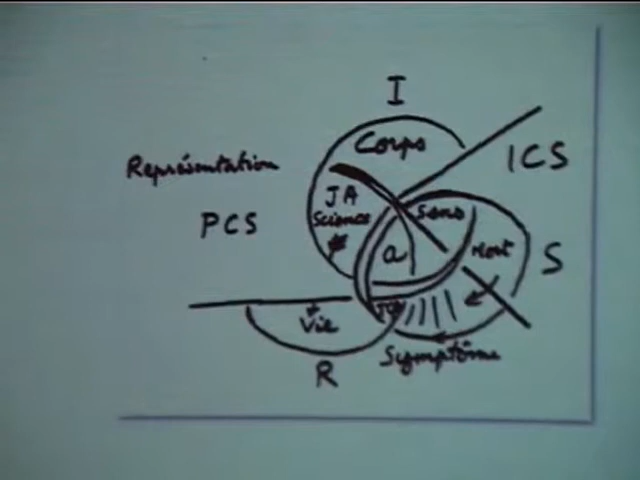 I
Corps
ICS
Représentation
JA
Science
PCS
Sens
a
Mort
S
Vie
Symptôme
R